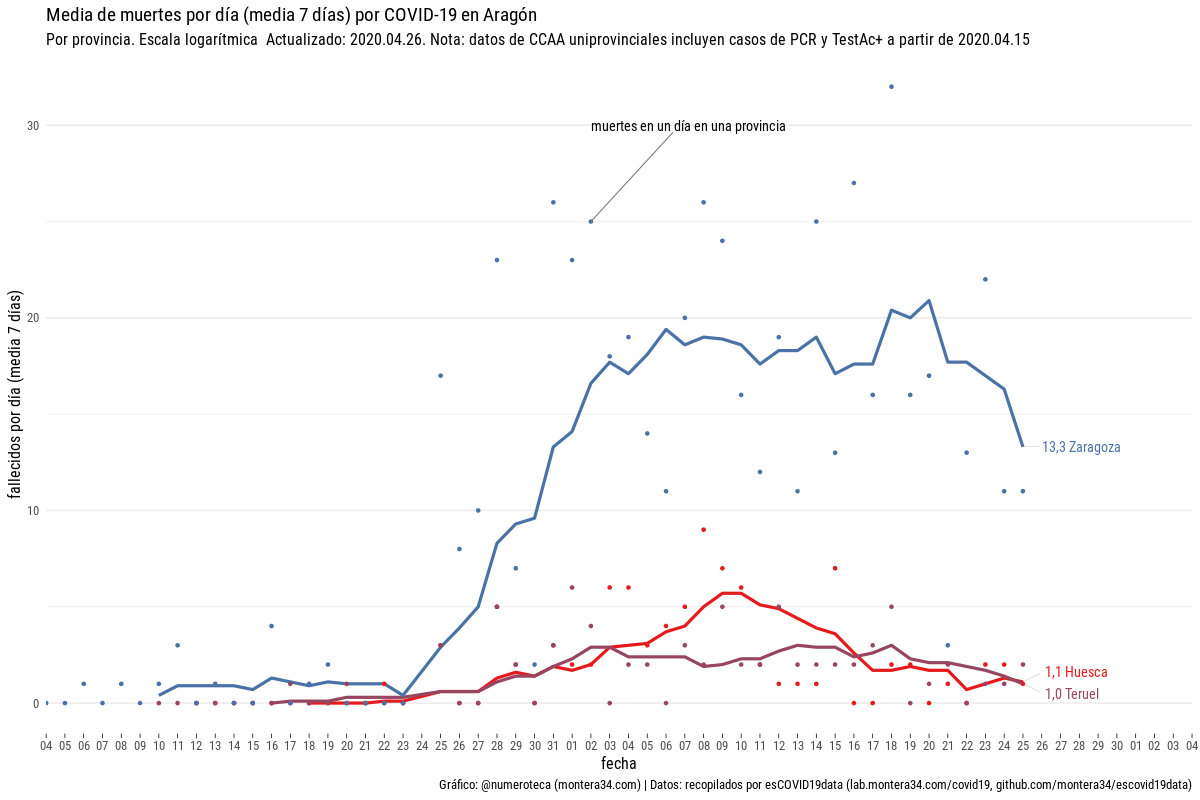 Media de muertes por día (media 7 días) por COVID-19 en Aragón
Por provincia. Escala logarítmica  Actualizado: 2020.04.26. Nota: datos de CCAA uniprovinciales incluyen casos de PCR y TestAc+ a partir de 2020.04.15
muertes en un día en una provincia
fallecidos por día (media  7 días)
30
20
10
0
13,3 Zaragoza
1,1 Huesca
1,0 Teruel
04 05 06 07 08 09 10 11 12 13 14 15 16 17 18 19 20 21 22 23 24 25 26 27 28 29 30 31 01 02 03 04 05 06 07 08 09 10 11 12 13 14 15 16 17 18 19 20 21 22 23 24 25 26 27 28 29 30 01 02 03 04
fecha
Gráfico: @numeroteca (montera34.com) | Datos: recopilados por esCOVID19data (lab.montera34.com/covid19, github.com/montera34/escovid19data)